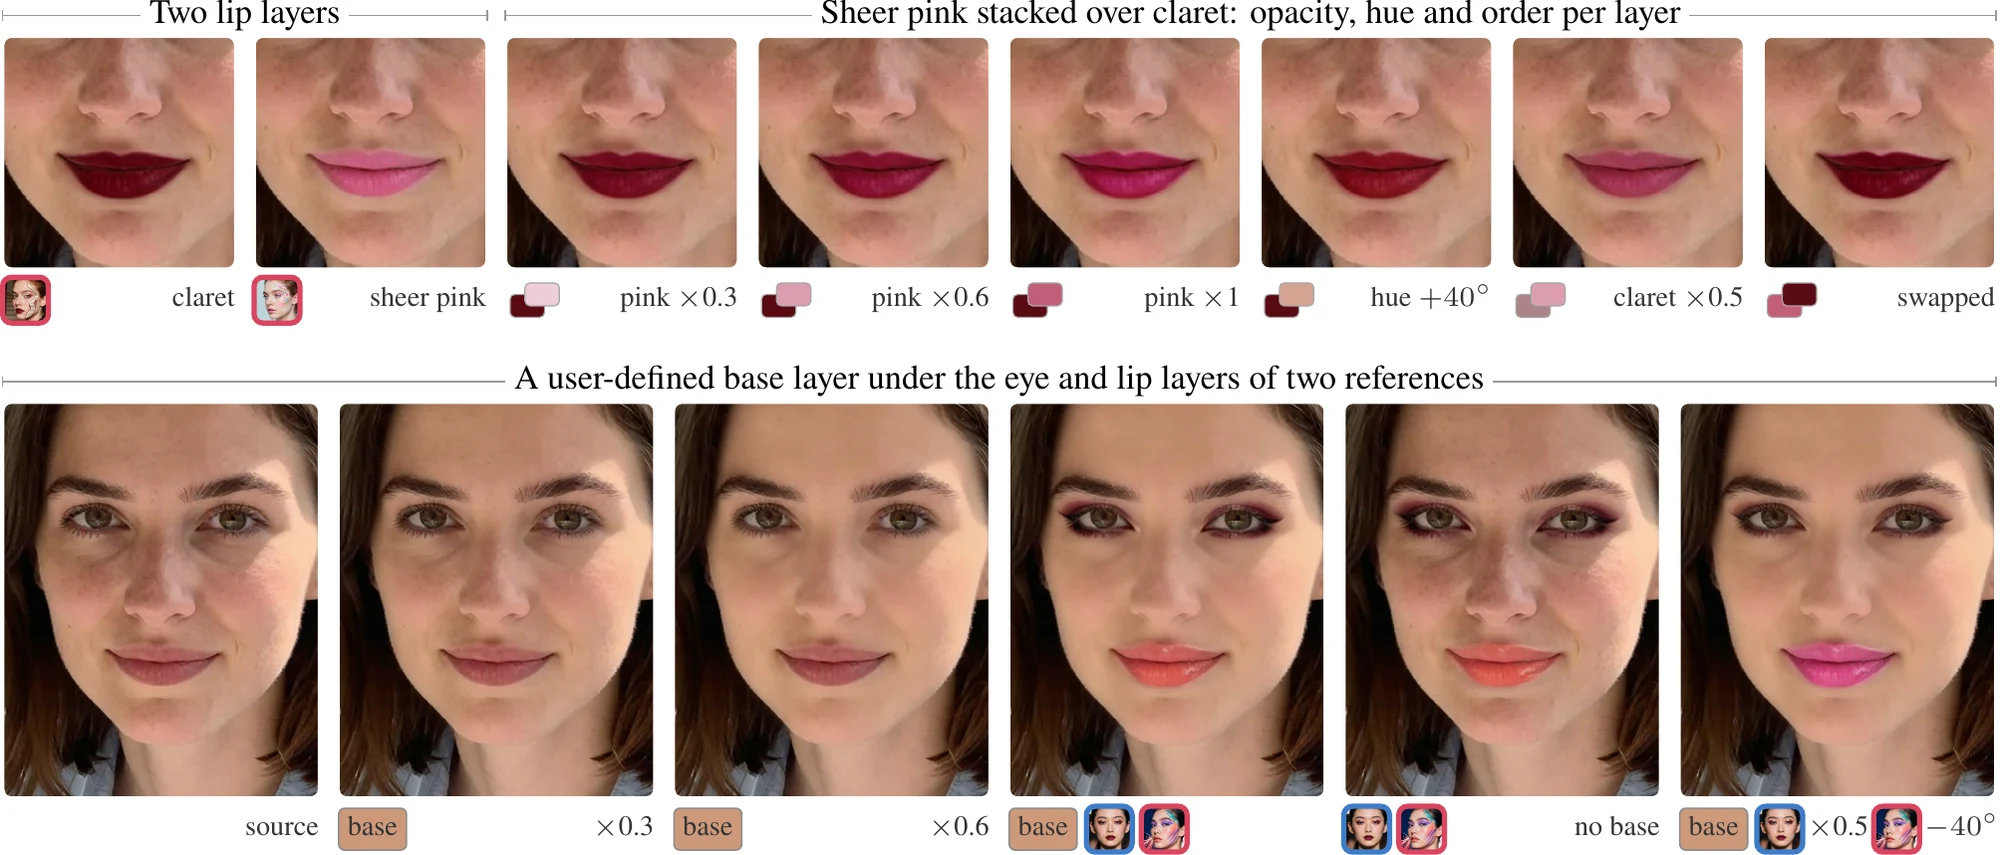 Two lip layers
Sheer pink stacked over claret: opacity, hue and order per layer
claret
sheer pink
pink ×0.3
pink ×0.6
pink ×1
hue +40°
claret ×0.5
swapped
A user-defined base layer under the eye and lip layers of two references
source
base ×0.3
base ×0.6
base
no base
base ×0.5 −40°